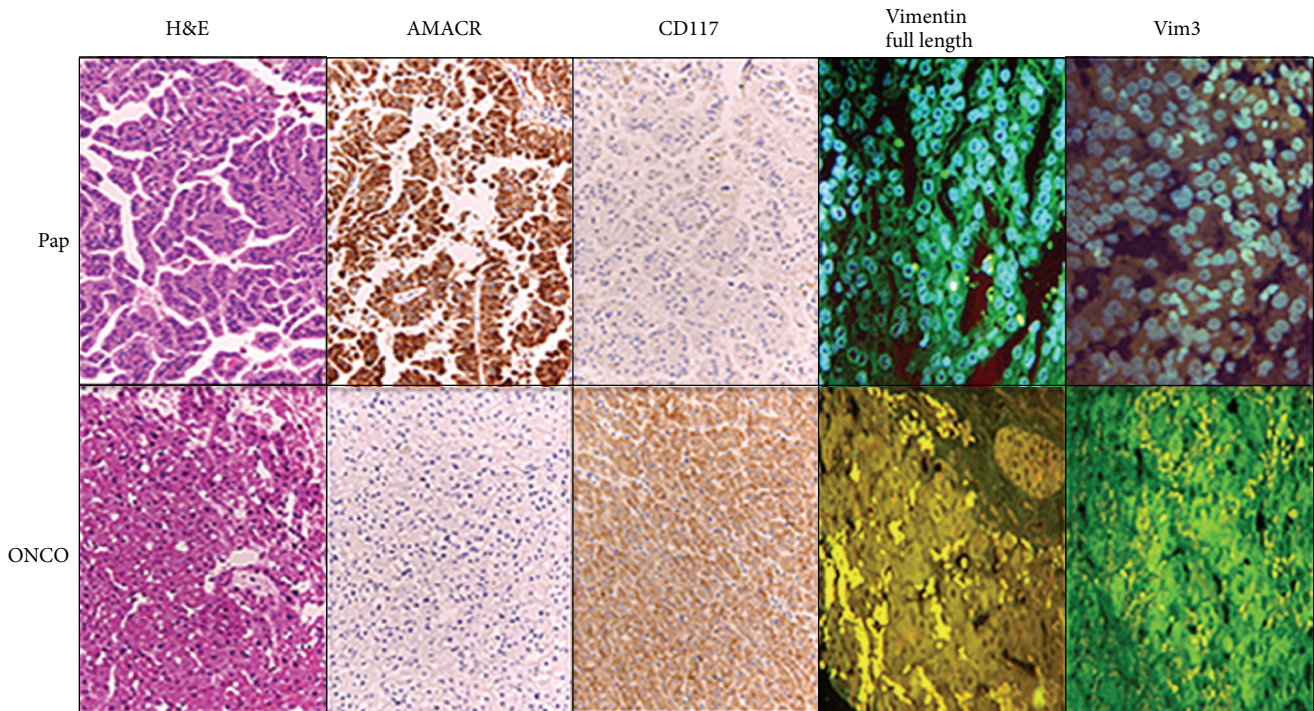 H&E
AMACR
CD117
Vimentin
full length
Vim3
Pap
ONCO